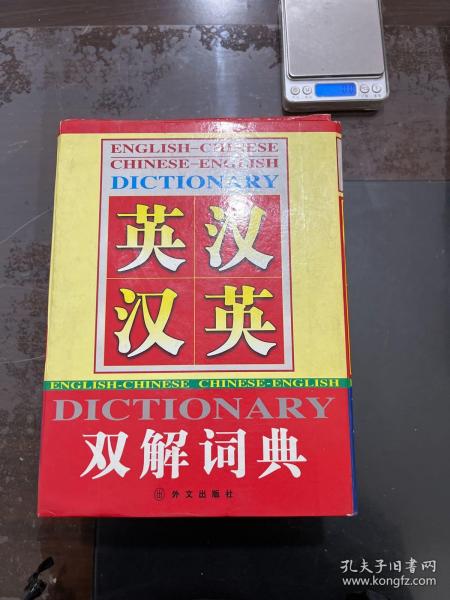 ENGLISH-CHINESE
CHINESE-ENGLISH
DICTIONARY
英汉
汉英
ENGLISH-CHINESE CHINESE-ENGLISH
DICTIONARY
双解词典
外文出版社
孔夫子旧书网
www.kongfz.com